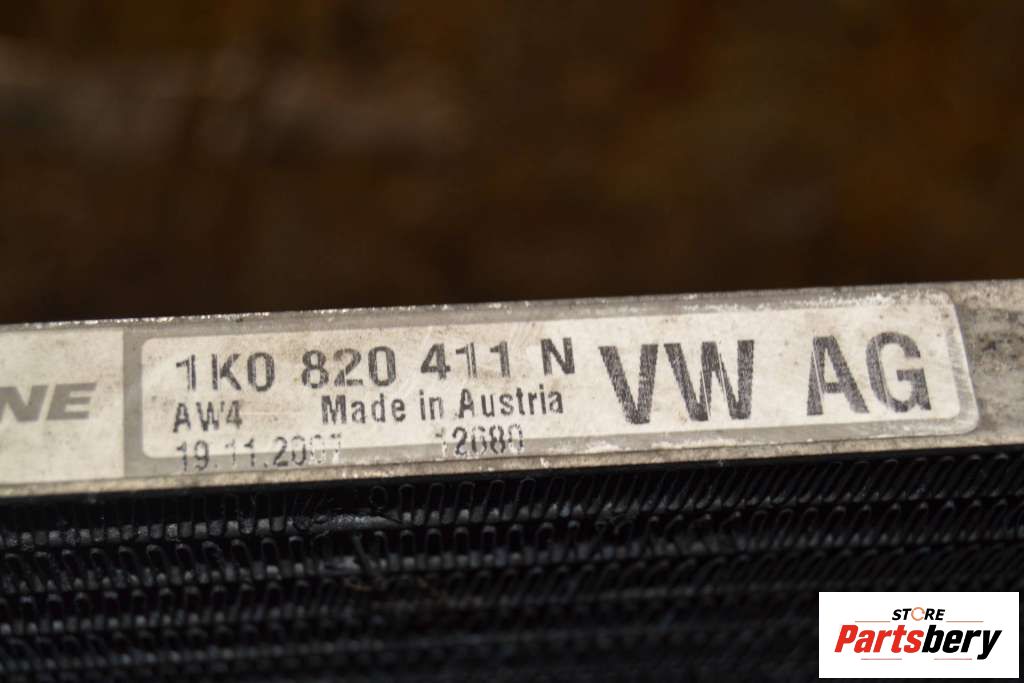 NE
1K0 820 411 N
VW AG
AW4 Made in Austria
19.11.2007 12680
STORE
Partsbery